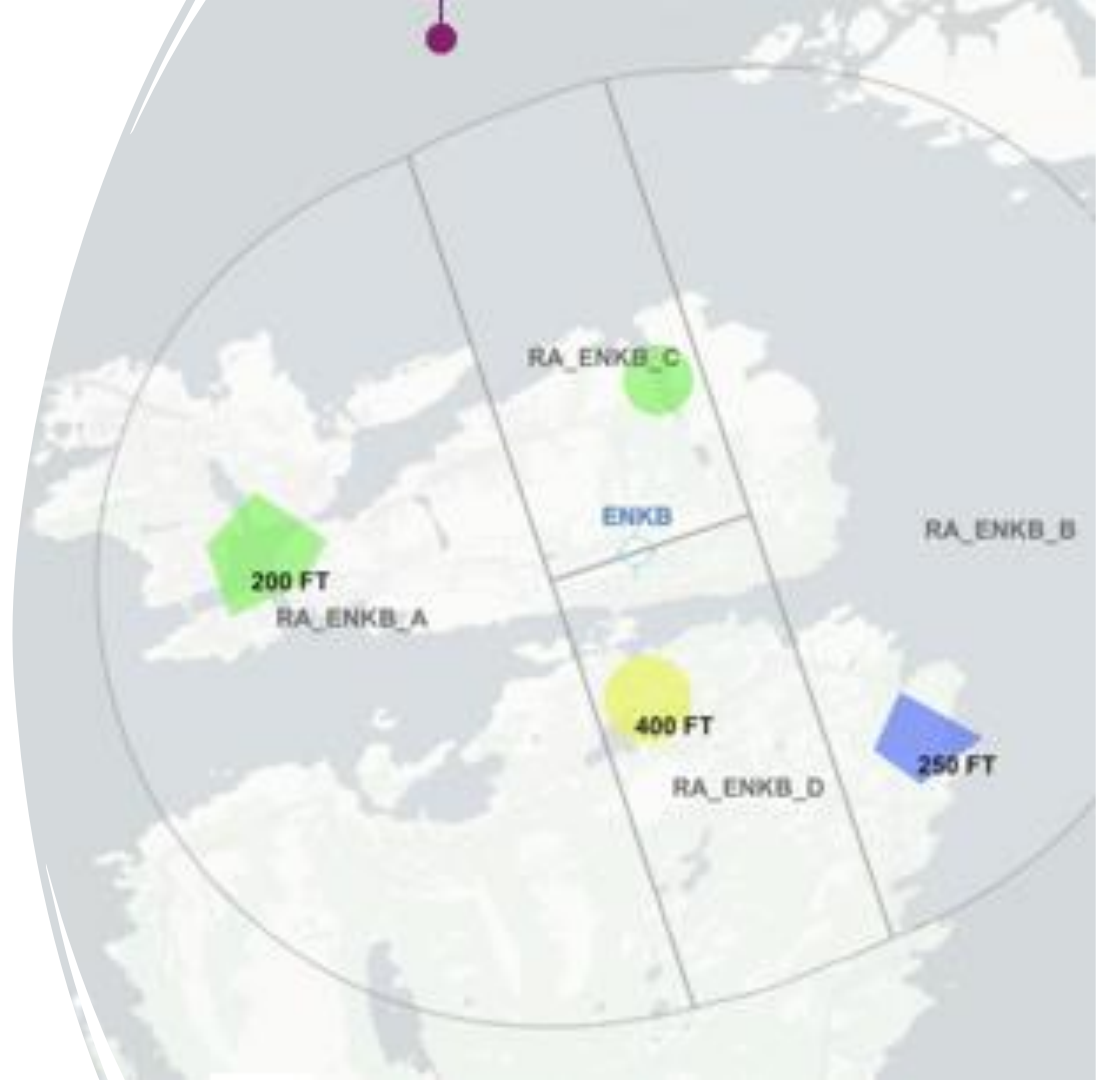 RA_ENKB_C
ENKB
RA_ENKB_B
200 FT
RA_ENKB_A
400 FT
250 FT
RA_ENKB_D